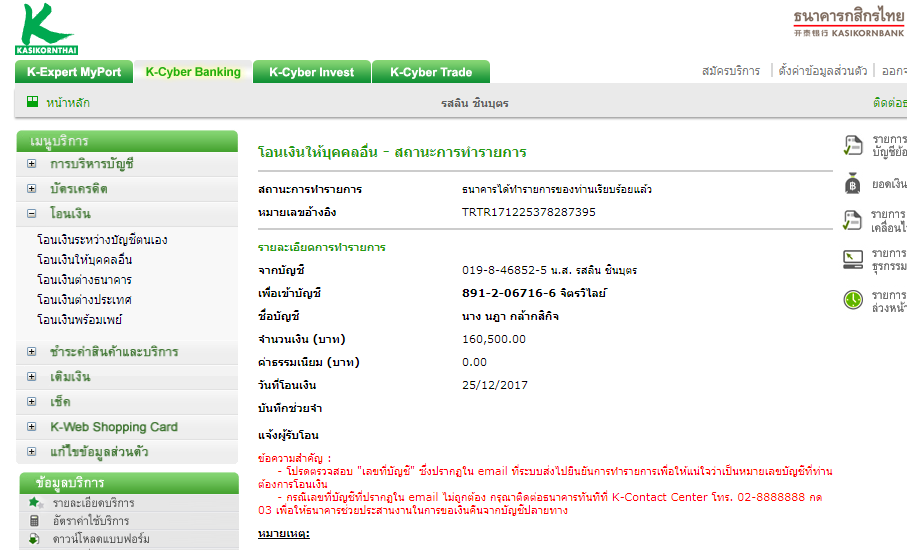 KASIKORNTHAI
ธนาคารกสิกรไทย
开泰银行 KASIKORNBANK
K-Expert MyPort
K-Cyber Banking
K-Cyber Invest
K-Cyber Trade
สมัครบริการ | ตั้งค่าข้อมูลส่วนตัว |
หน้าหลัก
รสลิน ชินบุตร
เมนูบริการ
การบริหารบัญชี
บัตรเครดิต
โอนเงิน
โอนเงินระหว่างบัญชีตนเอง
โอนเงินให้บุคคลอื่น
โอนเงินต่างธนาคาร
โอนเงินต่างประเทศ
โอนเงินพร้อมเพย์
ชำระค่าสินค้าและบริการ
เติมเงิน
เช็ค
K-Web Shopping Card
แก้ไขข้อมูลส่วนตัว
ข้อมูลบริการ
รายละเอียดบริการ
อัตราค่าใช้บริการ
ดาวน์โหลดแบบฟอร์ม
โอนเงินให้บุคคลอื่น - สถานะการทำรายการ
สถานะการทำรายการ ธนาคารได้ทำรายการของท่านเรียบร้อยแล้ว
หมายเลขอ้างอิง TRTR171225378287395
รายละเอียดการทำรายการ
จากบัญชี 019-8-46852-5 น.ส. รสลิน ชินบุตร
เพื่อเข้าบัญชี 891-2-06716-6 จิตรวิไลย์
ชื่อบัญชี นาง นฎา กล้ากสิกิจ
จำนวนเงิน (บาท) 160,500.00
ค่าธรรมเนียม (บาท) 0.00
วันที่โอนเงิน 25/12/2017
บันทึกช่วยจำ
แจ้งผู้รับโอน
ข้อความสำคัญ :
- โปรดตรวจสอบ "เลขที่บัญชี" ซึ่งปรากฏใน email ที่ระบบส่งไปยืนยันการทำรายการเพื่อให้แน่ใจว่าเป็นหมายเลขบัญชีที่ท่าน
ต้องการโอนเงิน
- กรณีเลขที่บัญชีที่ปรากฏใน email ไม่ถูกต้อง กรุณาติดต่อธนาคารทันทีที่ K-Contact Center โทร. 02-8888888 กด
03 เพื่อให้ธนาคารช่วยประสานงานในการขอเงินคืนจากบัญชีปลายทาง
หมายเหตุ:
รายการ
ยอดเงิน
รายการ
รายการ
ธุรกรรม
รายการ
ล่วงหน้า